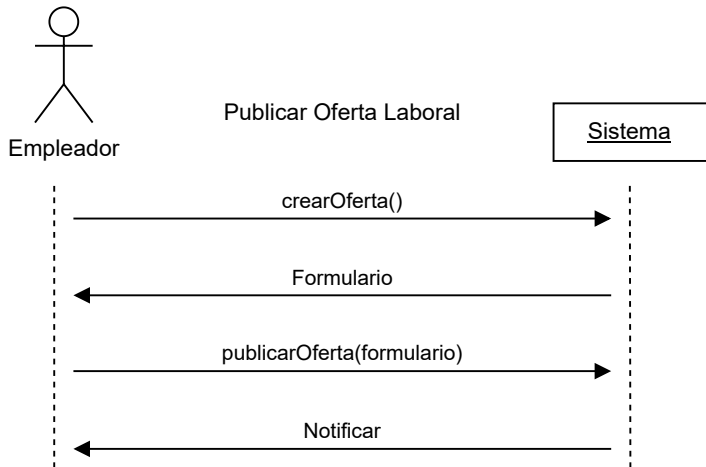 Publicar Oferta Laboral
Empleador
Sistema
crearOferta()
Formulario
publicarOferta(formulario)
Notificar